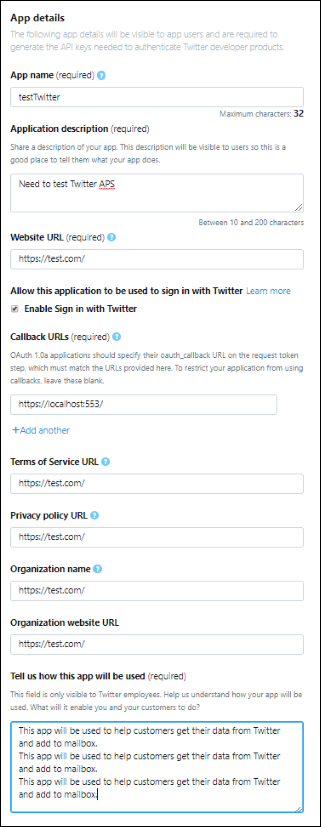 App details
The following app details will be visible to app users and are required to
generate the API keys needed to authenticate Twitter developer products.
App name (required) ?
testTwitter
Maximum characters: 32
Application description (required)
Share a description of your app. This description will be visible to users so this is a
good place to tell them what your app does.
Need to test Twitter APS
Between 10 and 200 characters
Website URL (required) ?
https://test.com/
Allow this application to be used to sign in with Twitter Learn more
Enable Sign in with Twitter
Callback URLs (required) ?
OAuth 1.0a applications should specify their oauth_callback URL on the request token
step, which must match the URLs provided here. To restrict your application from using
callbacks, leave these blank.
https://localhost:553/
+Add another
Terms of Service URL ?
https://test.com/
Privacy policy URL ?
https://test.com/
Organization name ?
https://test.com/
Organization website URL
https://test.com/
Tell us how this app will be used (required)
This field is only visible to Twitter employees. Help us understand how your app will be
used. What will it enable you and your customers to do?
This app will be used to help customers get their data from Twitter
and add to mailbox.
This app will be used to help customers get their data from Twitter
and add to mailbox.
This app will be used to help customers get their data from Twitter
and add to mailbox.